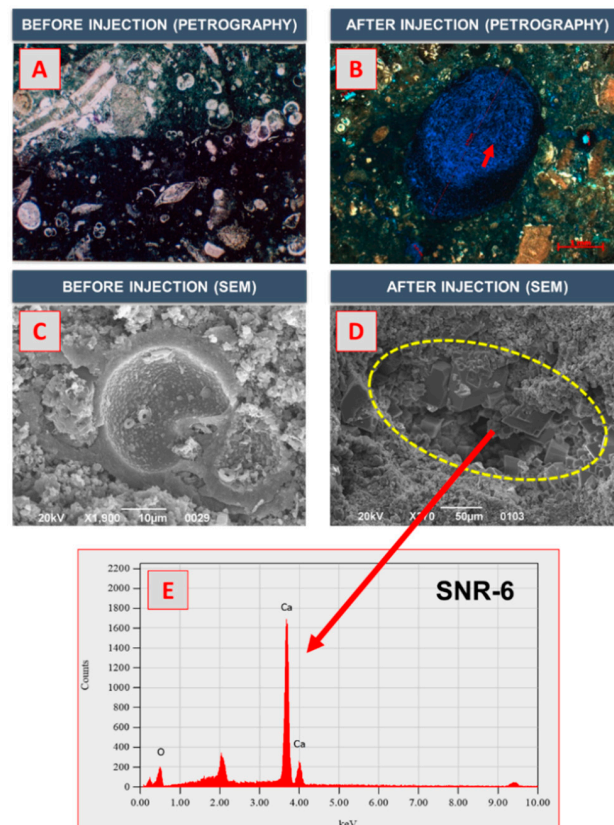 BEFORE INJECTION (PETROGRAPHY)
AFTER INJECTION (PETROGRAPHY)
A
B
BEFORE INJECTION (SEM)
AFTER INJECTION (SEM)
C
D
20kV X1,900 10µm 0029
20kV X270 50µm 0103
E
SNR-6
2200
2000
1800
1600
1400
1200
1000
800
600
400
200
0
Counts
O
Ca
Ca
0.00 1.00 2.00 3.00 4.00 5.00 6.00 7.00 8.00 9.00 10.00
keV